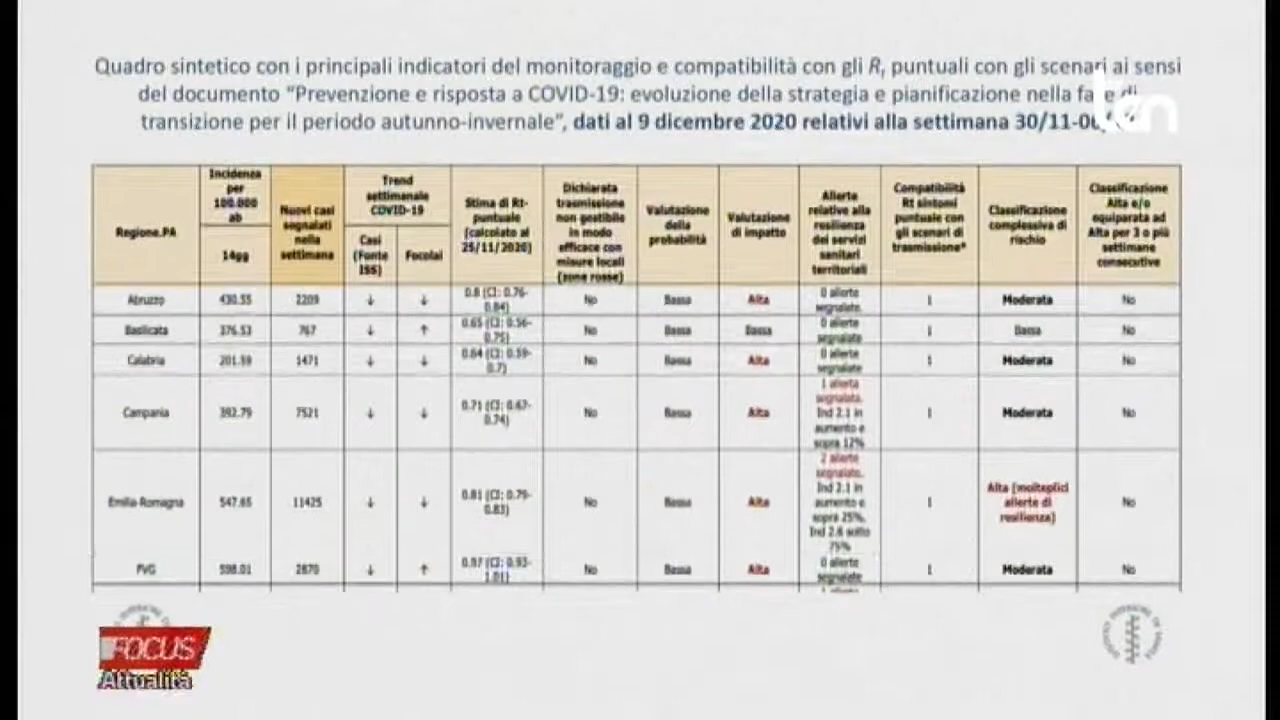 Quadro sintetico con i principali indicatori del monitoraggio e compatibilità con gli Rt puntuali con gli scenari ai sensi
del documento "Prevenzione e risposta a COVID-19: evoluzione della strategia e pianificazione nella fase di
transizione per il periodo autunno-invernale", dati al 9 dicembre 2020 relativi alla settimana 30/11-06/
ten
Regione.PA
Incidenza
per
100.000
ab
14gg
Nuovi casi
segnalati
nella
settimana
Trend
settimanale
COVID-19
Casi
(Fonte
ISS)
Focolai
Stima di Rt-
puntuale
(calcolato al
25/11/2020)
Dichiarata
trasmissione
non gestibile
in modo
efficace con
misure locali
(zone rosse)
Valutazione
della
probabilità
Valutazione
di impatto
Allerte
relative alla
resilienza
dei servizi
sanitari
territoriali
Compatibilità
Rt sintomi
puntuale con
gli scenari di
trasmissione*
Classificazione
complessiva di
rischio
Classificazione
Alta e/o
equiparata ad
Alta per 3 o più
settimane
consecutive
Abruzzo 430.55 2209 ↓ ↓ 0.8 (CI: 0.76-
0.84) No Bassa Alta 0 allerte
segnalate 1 Moderata No
Basilicata 376.53 767 ↓ ↑ 0.65 (CI: 0.56-
0.75) No Bassa Bassa 0 allerte
segnalate 1 Bassa No
Calabria 201.59 1471 ↓ ↓ 0.64 (CI: 0.59-
0.7) No Bassa Alta 0 allerte
segnalate 1 Moderata No
Campania 392.79 7521 ↓ ↓ 0.71 (CI: 0.67-
0.74) No Bassa Alta 1 allerta
segnalata.
Ind 2.1 in
aumento e
sopra 12% 1 Moderata No
Emilia-Romagna 547.65 11425 ↓ ↓ 0.81 (CI: 0.79-
0.83) No Bassa Alta 2 allerte
segnalate.
Ind 2.1 in
aumento e
sopra 25%.
Ind 2.6 sotto
75% 1 Alta (molteplici
allerte di
resilienza) No
FVG 598.01 2870 ↓ ↑ 0.97 (CI: 0.93-
1.01) No Bassa Alta 0 allerte
segnalate 1 Moderata No
FOCUS
Attualità